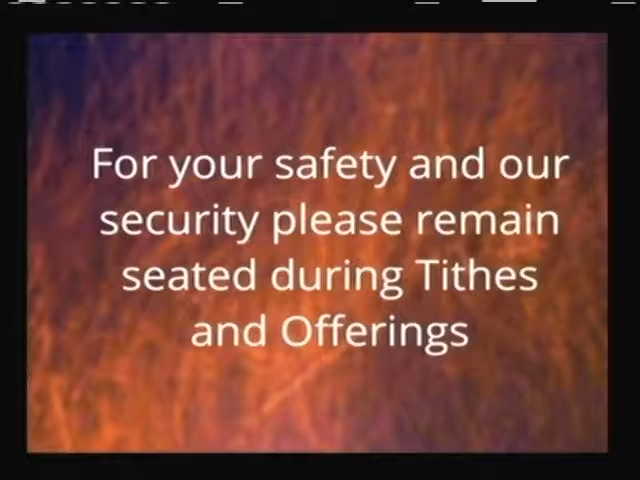 For your safety and our
security please remain
seated during Tithes
and Offerings